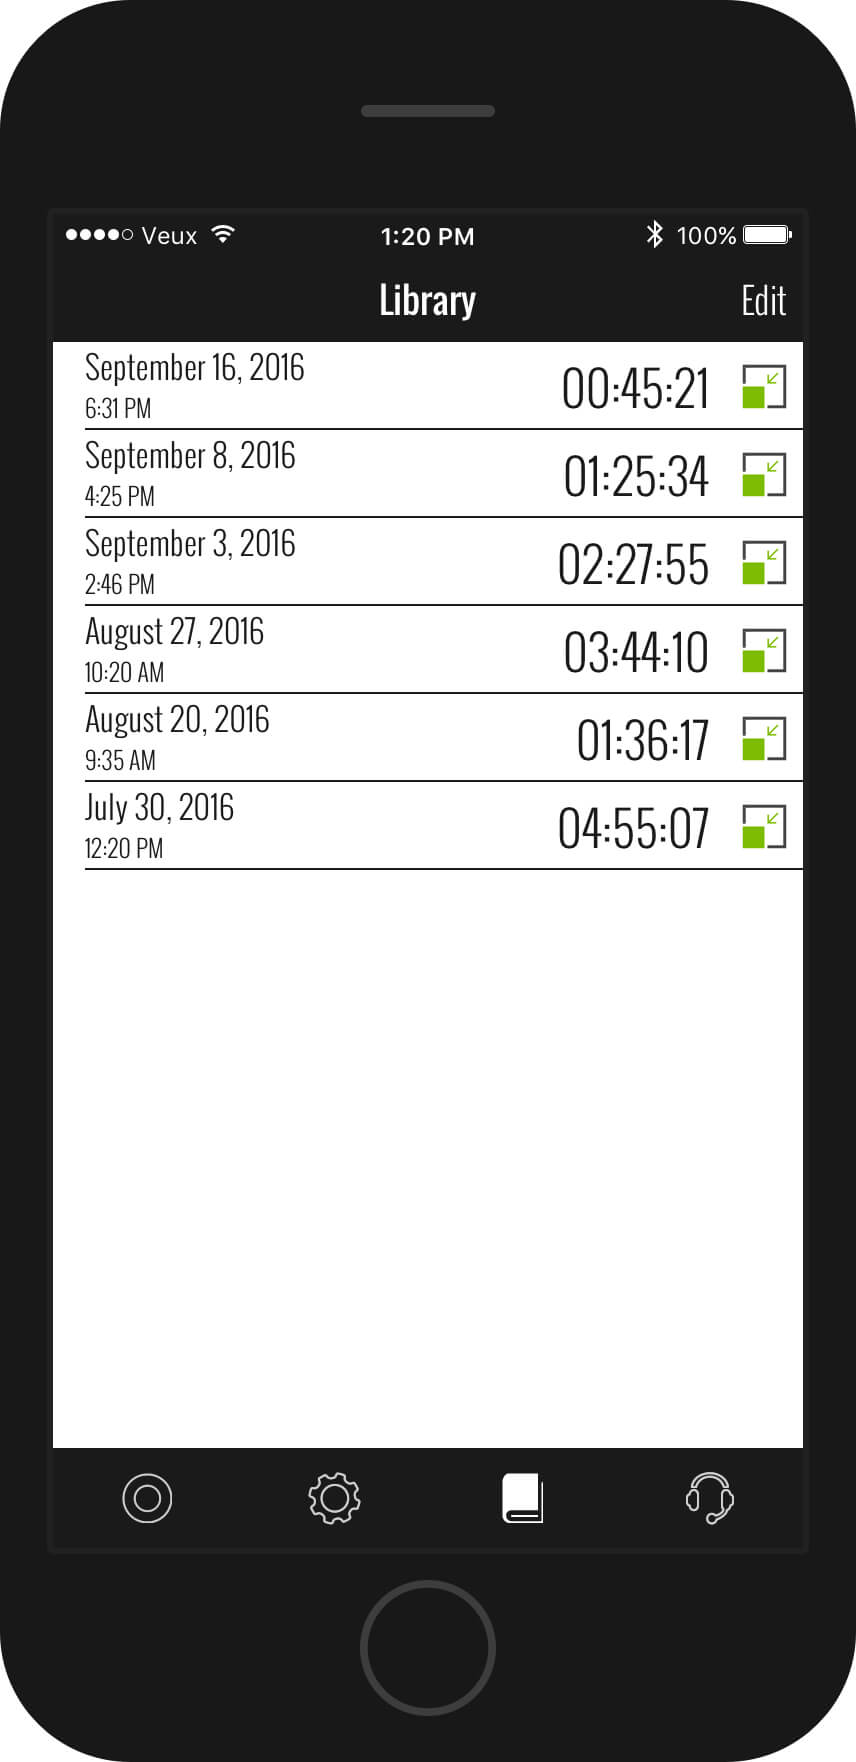 Veux 1:20 PM 100%
Library Edit
September 16, 2016
6:31 PM
00:45:21
September 8, 2016
4:25 PM
01:25:34
September 3, 2016
2:46 PM
02:27:55
August 27, 2016
10:20 AM
03:44:10
August 20, 2016
9:35 AM
01:36:17
July 30, 2016
12:20 PM
04:55:07